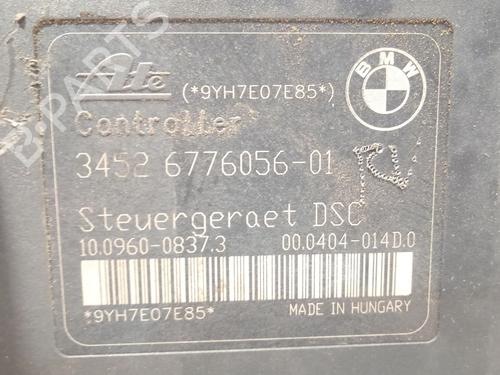 Ate (*9YH7E07E85*) BMW
Controller
3452 6776056-01
Steuergeraet DSC
10.0960-0837.3 00.0404-014D.0
*9YH7E07E85* MADE IN HUNGARY
B-PARTS